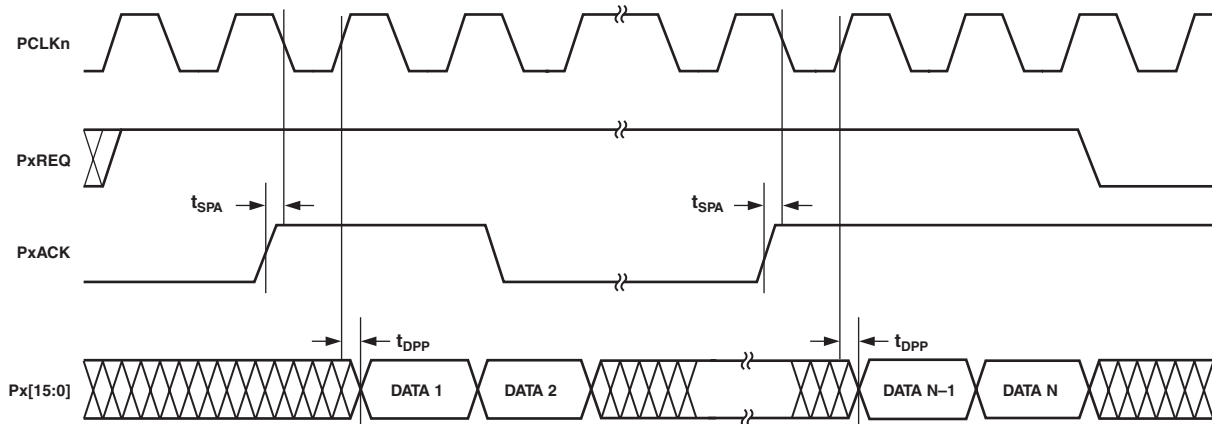 PCLKn
PxREQ
tSPA
tSPA
PxACK
tDPP
tDPP
Px[15:0]
DATA 1
DATA 2
DATA N–1
DATA N